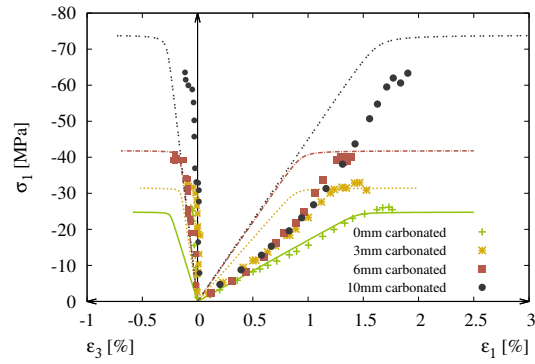 -80
-70
-60
-50
-40
-30
-20
-10
0
σ1 [MPa]
0mm carbonated
3mm carbonated
6mm carbonated
10mm carbonated
-1 -0.5 0 0.5 1 1.5 2 2.5 3
ε3 [%] ε1 [%]